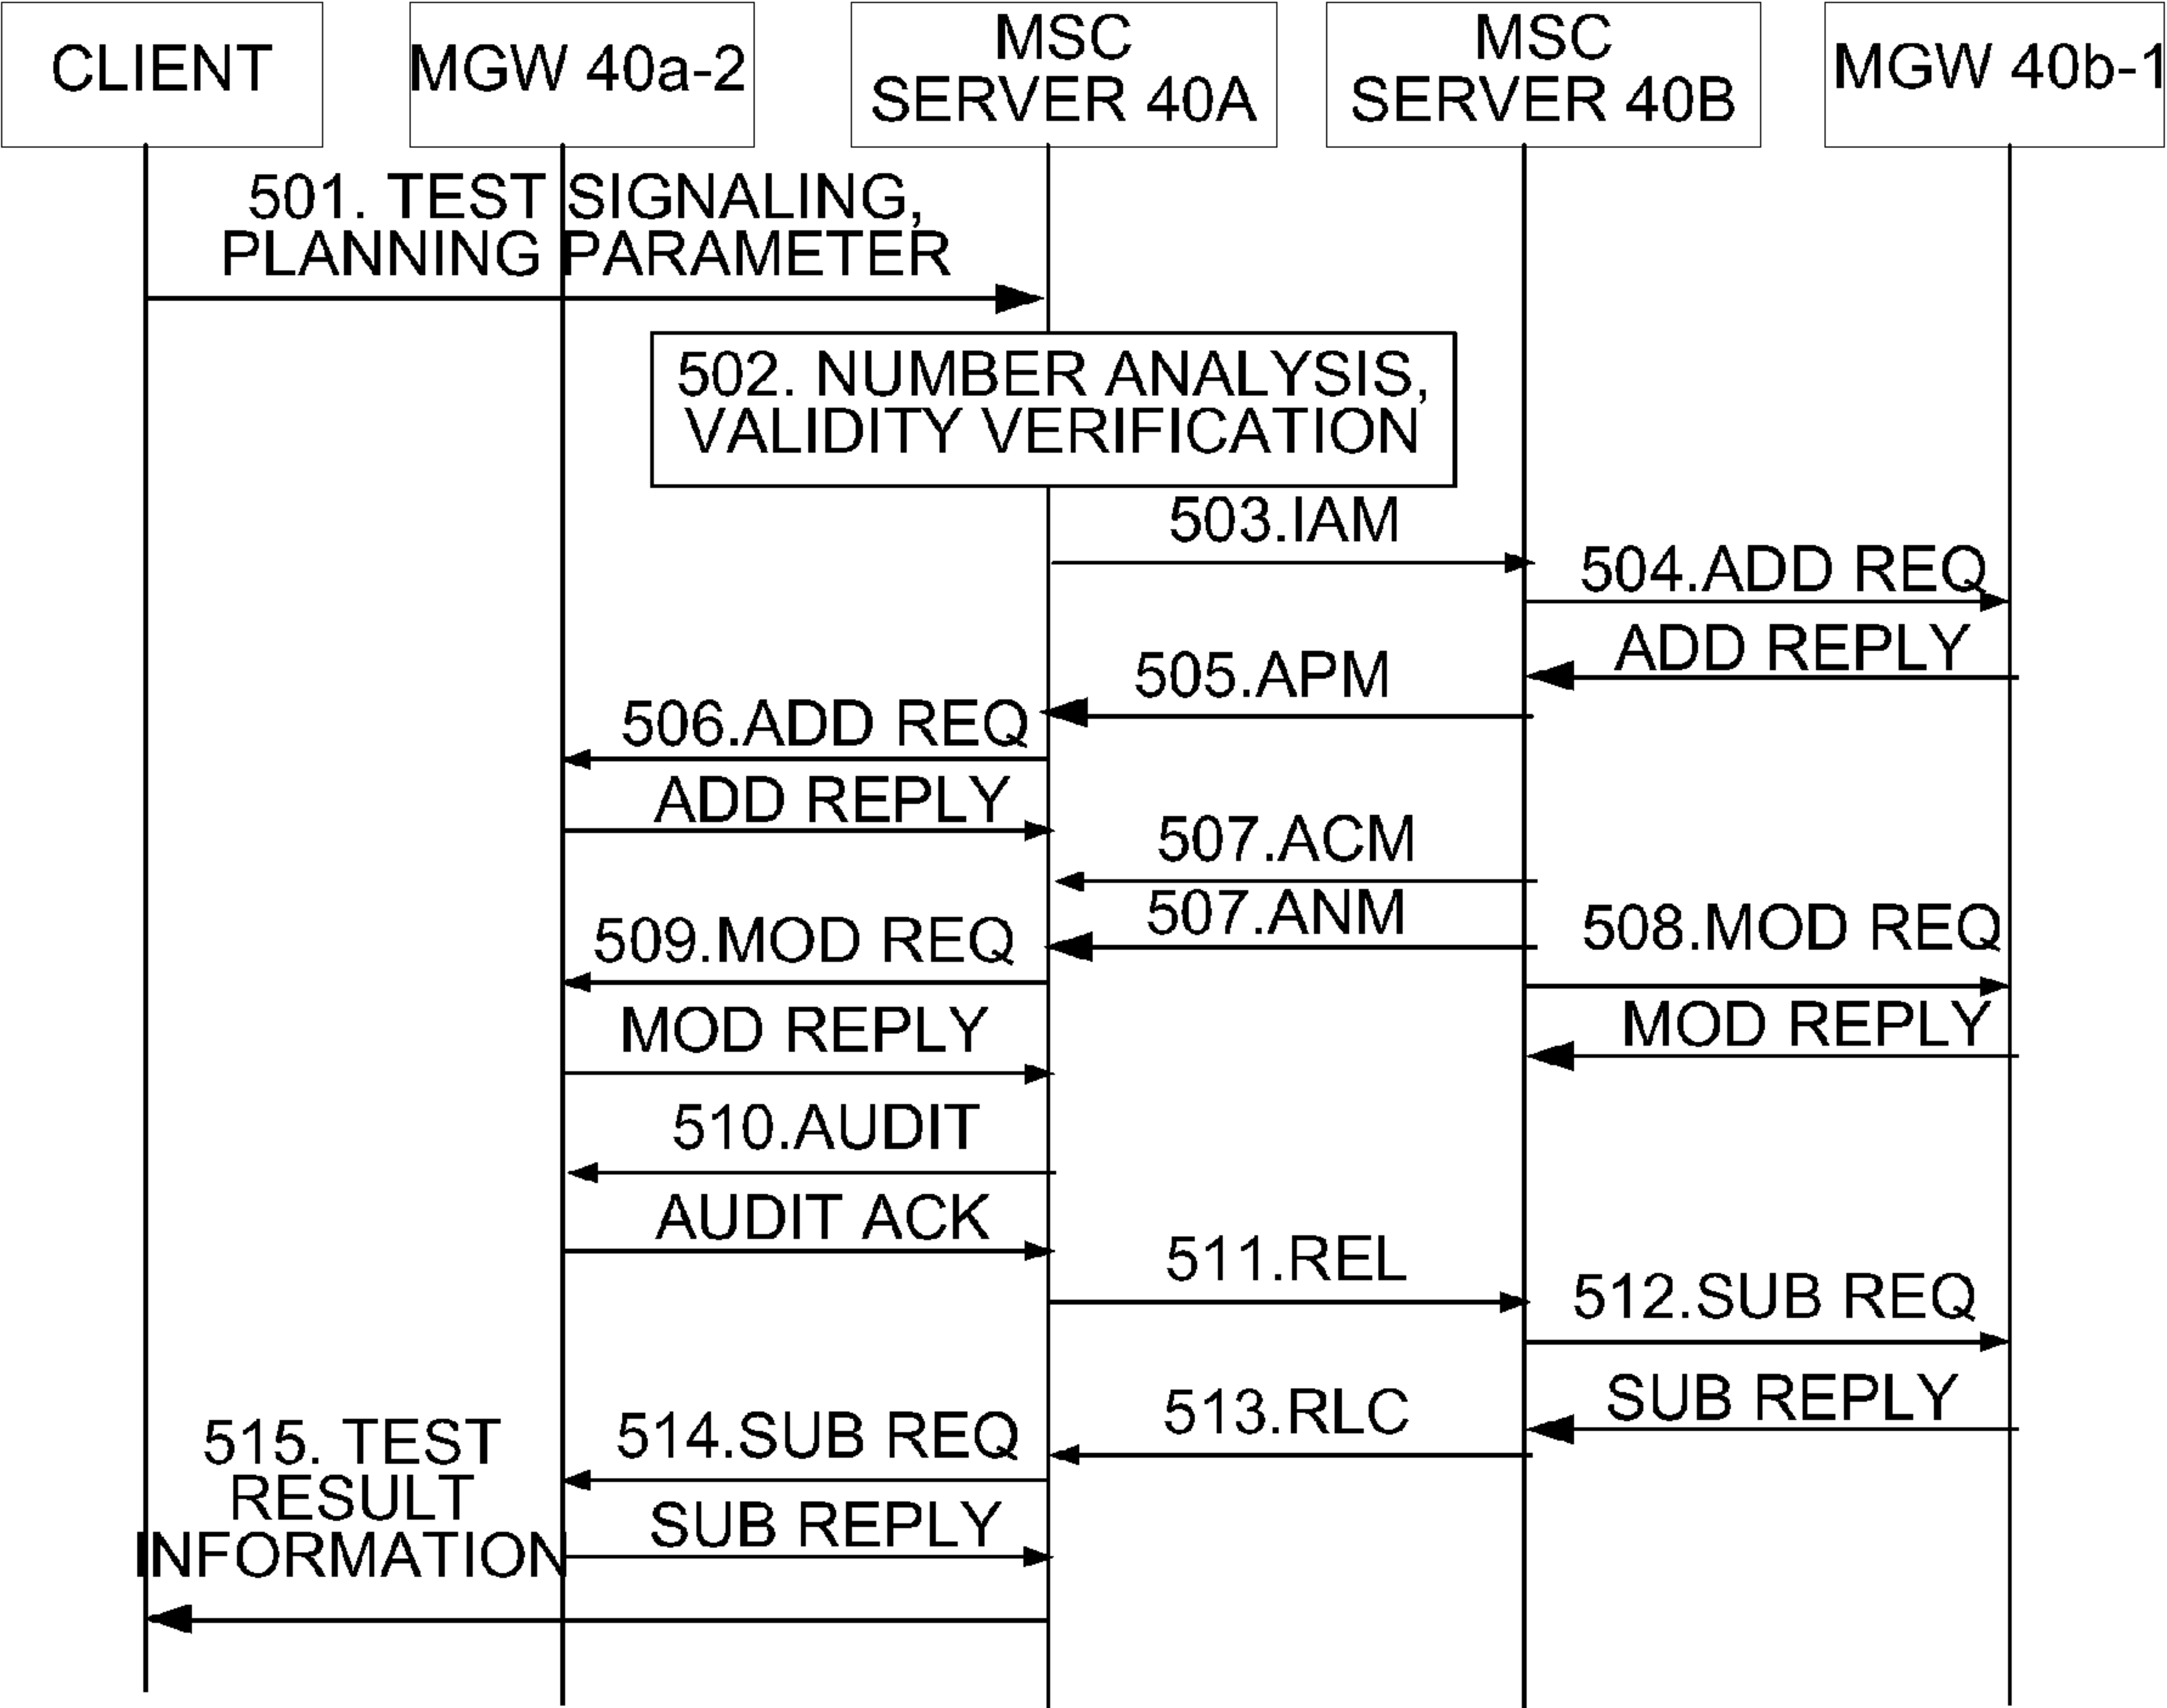 CLIENT
MGW 40a-2
MSC
SERVER 40A
MSC
SERVER 40B
MGW 40b-1
501. TEST SIGNALING,
PLANNING PARAMETER
502. NUMBER ANALYSIS,
VALIDITY VERIFICATION
503.IAM
504.ADD REQ
ADD REPLY
505.APM
506.ADD REQ
ADD REPLY
507.ACM
507.ANM
508.MOD REQ
509.MOD REQ
MOD REPLY
MOD REPLY
510.AUDIT
AUDIT ACK
511.REL
512.SUB REQ
SUB REPLY
513.RLC
514.SUB REQ
SUB REPLY
515. TEST
RESULT
INFORMATION